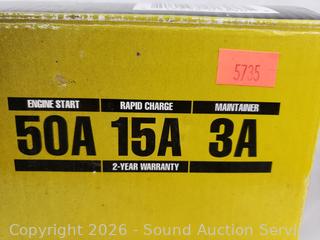 5735
ENGINE START RAPID CHARGE MAINTAINER
50A 15A 3A
2-YEAR WARRANTY
Copyright © 2026 - Sound Auction Servi